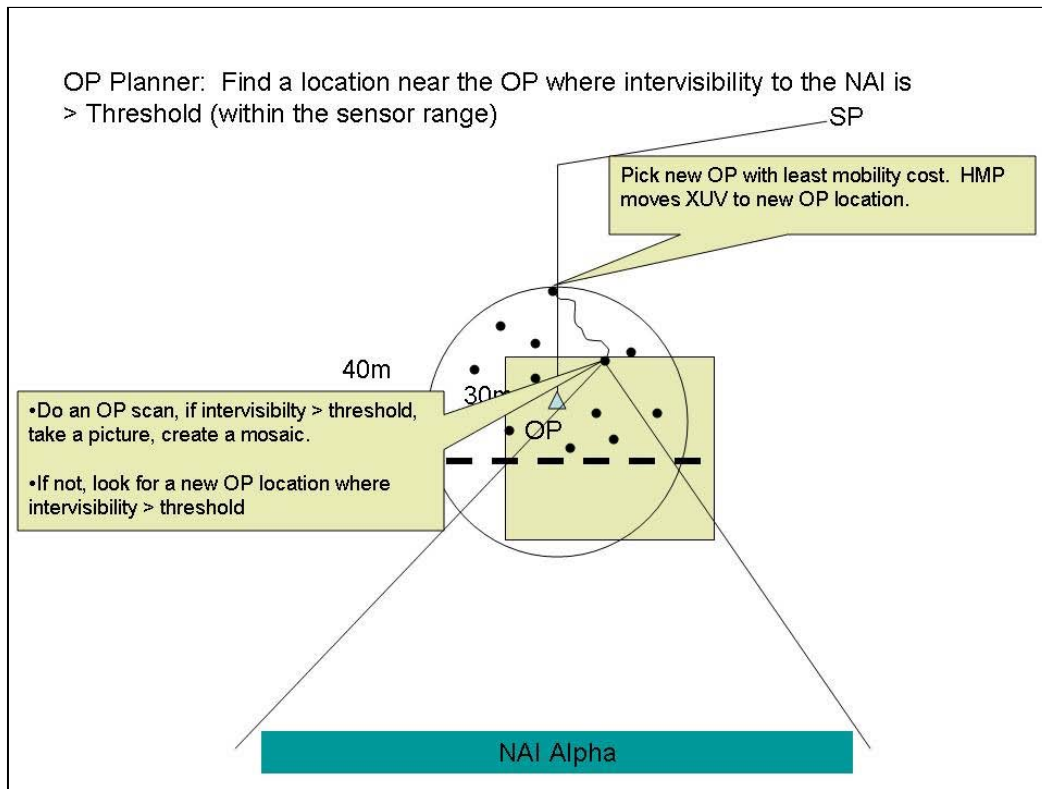 OP Planner:  Find a location near the OP where intervisibility to the NAI is
> Threshold (within the sensor range)
SP
Pick new OP with least mobility cost.  HMP
moves XUV to new OP location.
40m
30m
•Do an OP scan, if intervisibilty > threshold,
take a picture, create a mosaic.
•If not, look for a new OP location where
intervisibility > threshold
OP
NAI Alpha